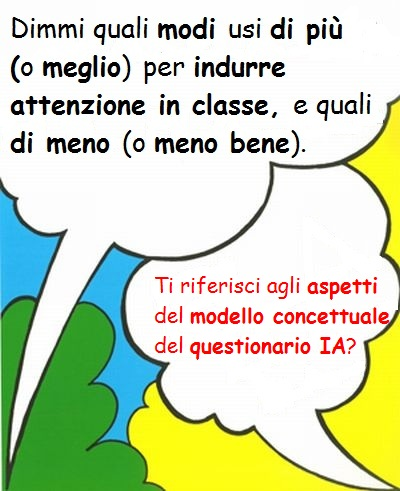 Dimmi quali modi usi di più
(o meglio) per indurre
attenzione in classe, e quali
di meno (o meno bene).
Ti riferisci agli aspetti
del modello concettuale
del questionario IA?